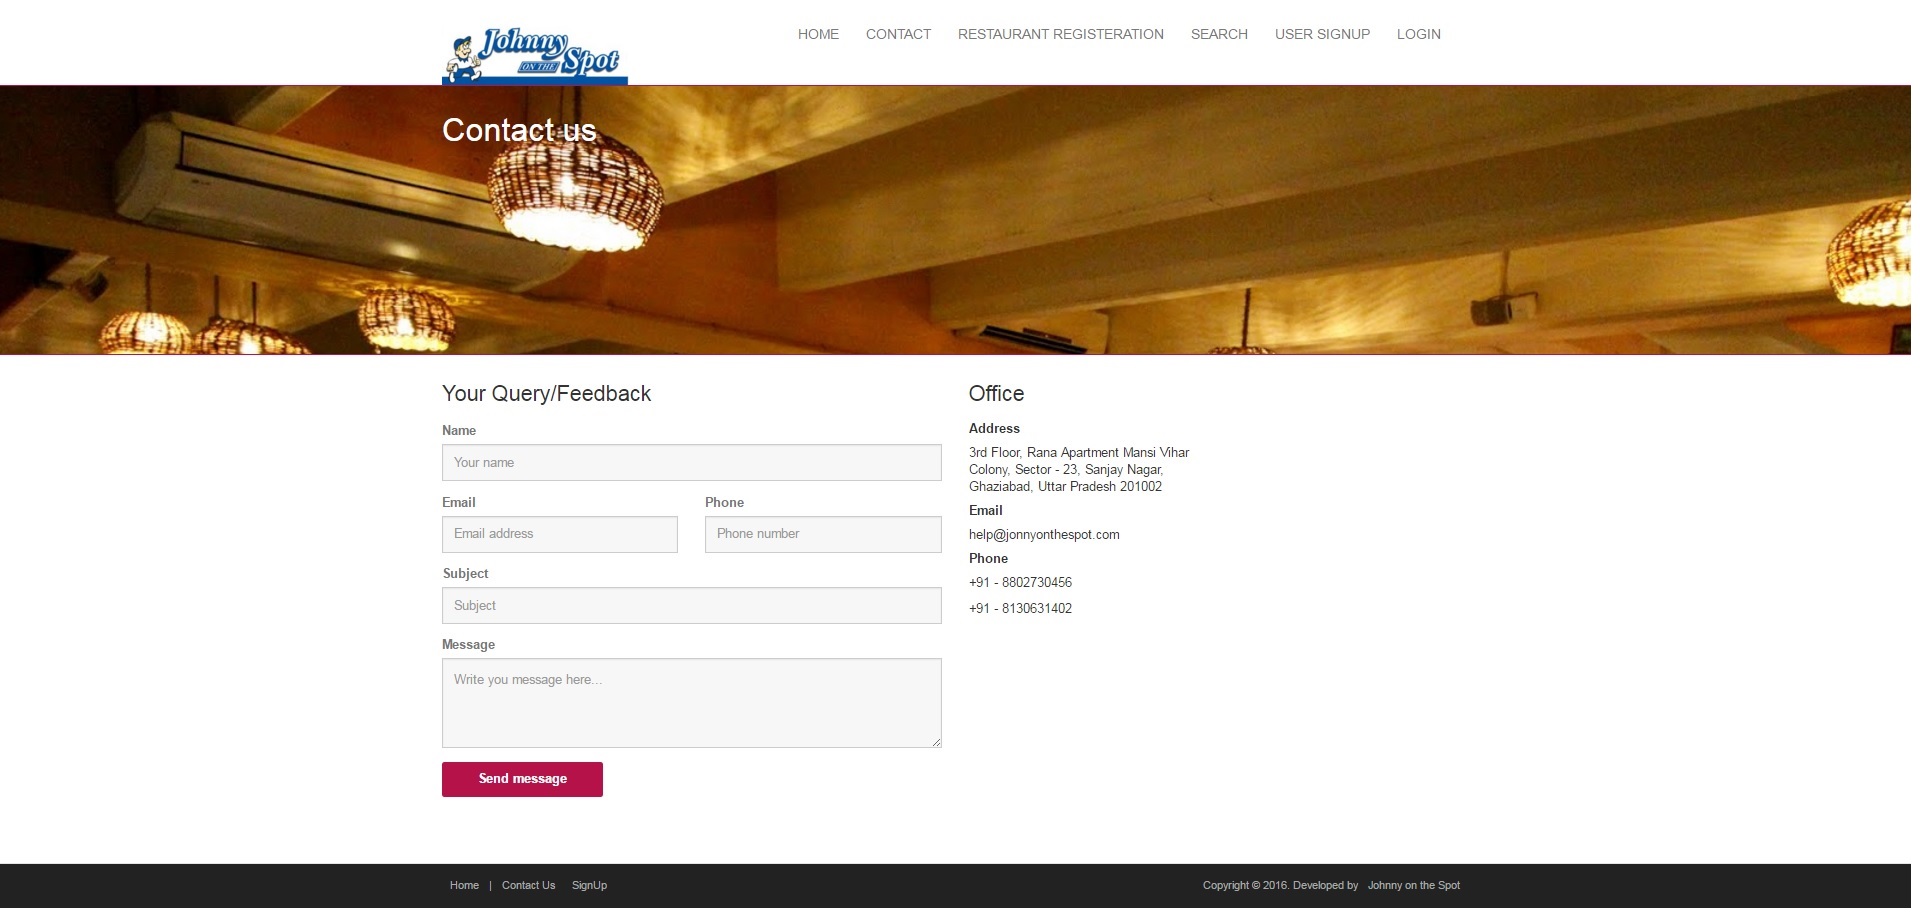 Johnny
ON THE Spot
HOME CONTACT RESTAURANT REGISTERATION SEARCH USER SIGNUP LOGIN
Contact us
Your Query/Feedback
Name
Your name
Email Phone
Email address Phone number
Subject
Subject
Message
Write you message here...
Send message
Office
Address
3rd Floor, Rana Apartment Mansi Vihar
Colony, Sector - 23, Sanjay Nagar,
Ghaziabad, Uttar Pradesh 201002
Email
help@jonnyonthespot.com
Phone
+91 - 8802730456
+91 - 8130631402
Home | Contact Us SignUp
Copyright © 2016. Developed by Johnny on the Spot